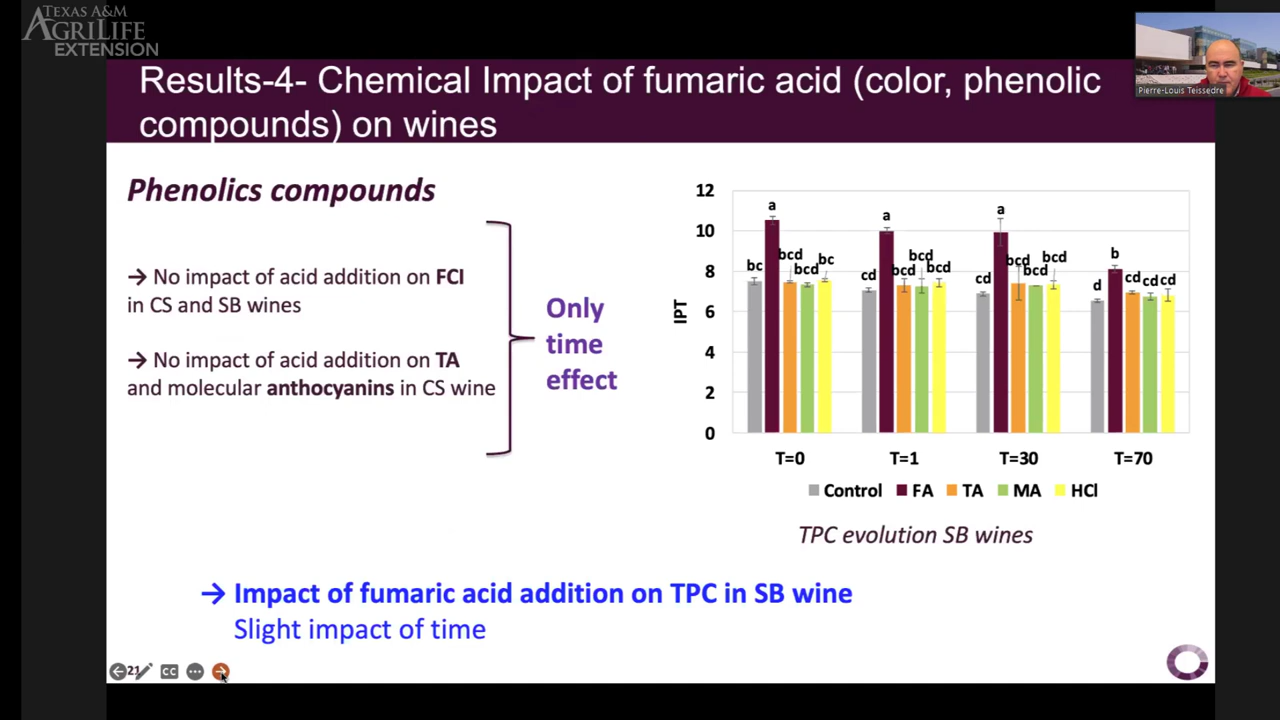 TEXAS A&M
AGRILIFE
EXTENSION
Pierre-Louis Teissedre
Results-4- Chemical Impact of fumaric acid (color, phenolic
compounds) on wines
Phenolics compounds
→ No impact of acid addition on FCI
in CS and SB wines
→ No impact of acid addition on TA
and molecular anthocyanins in CS wine
Only
time
effect
12
10
8
6
4
2
0
IPT
bc a bcd bcd bc
cd a bcd bcd bcd
cd a bcd bcd bcd
d b cd cd cd
T=0 T=1 T=30 T=70
Control FA TA MA HCl
TPC evolution SB wines
→ Impact of fumaric acid addition on TPC in SB wine
Slight impact of time
21
CC